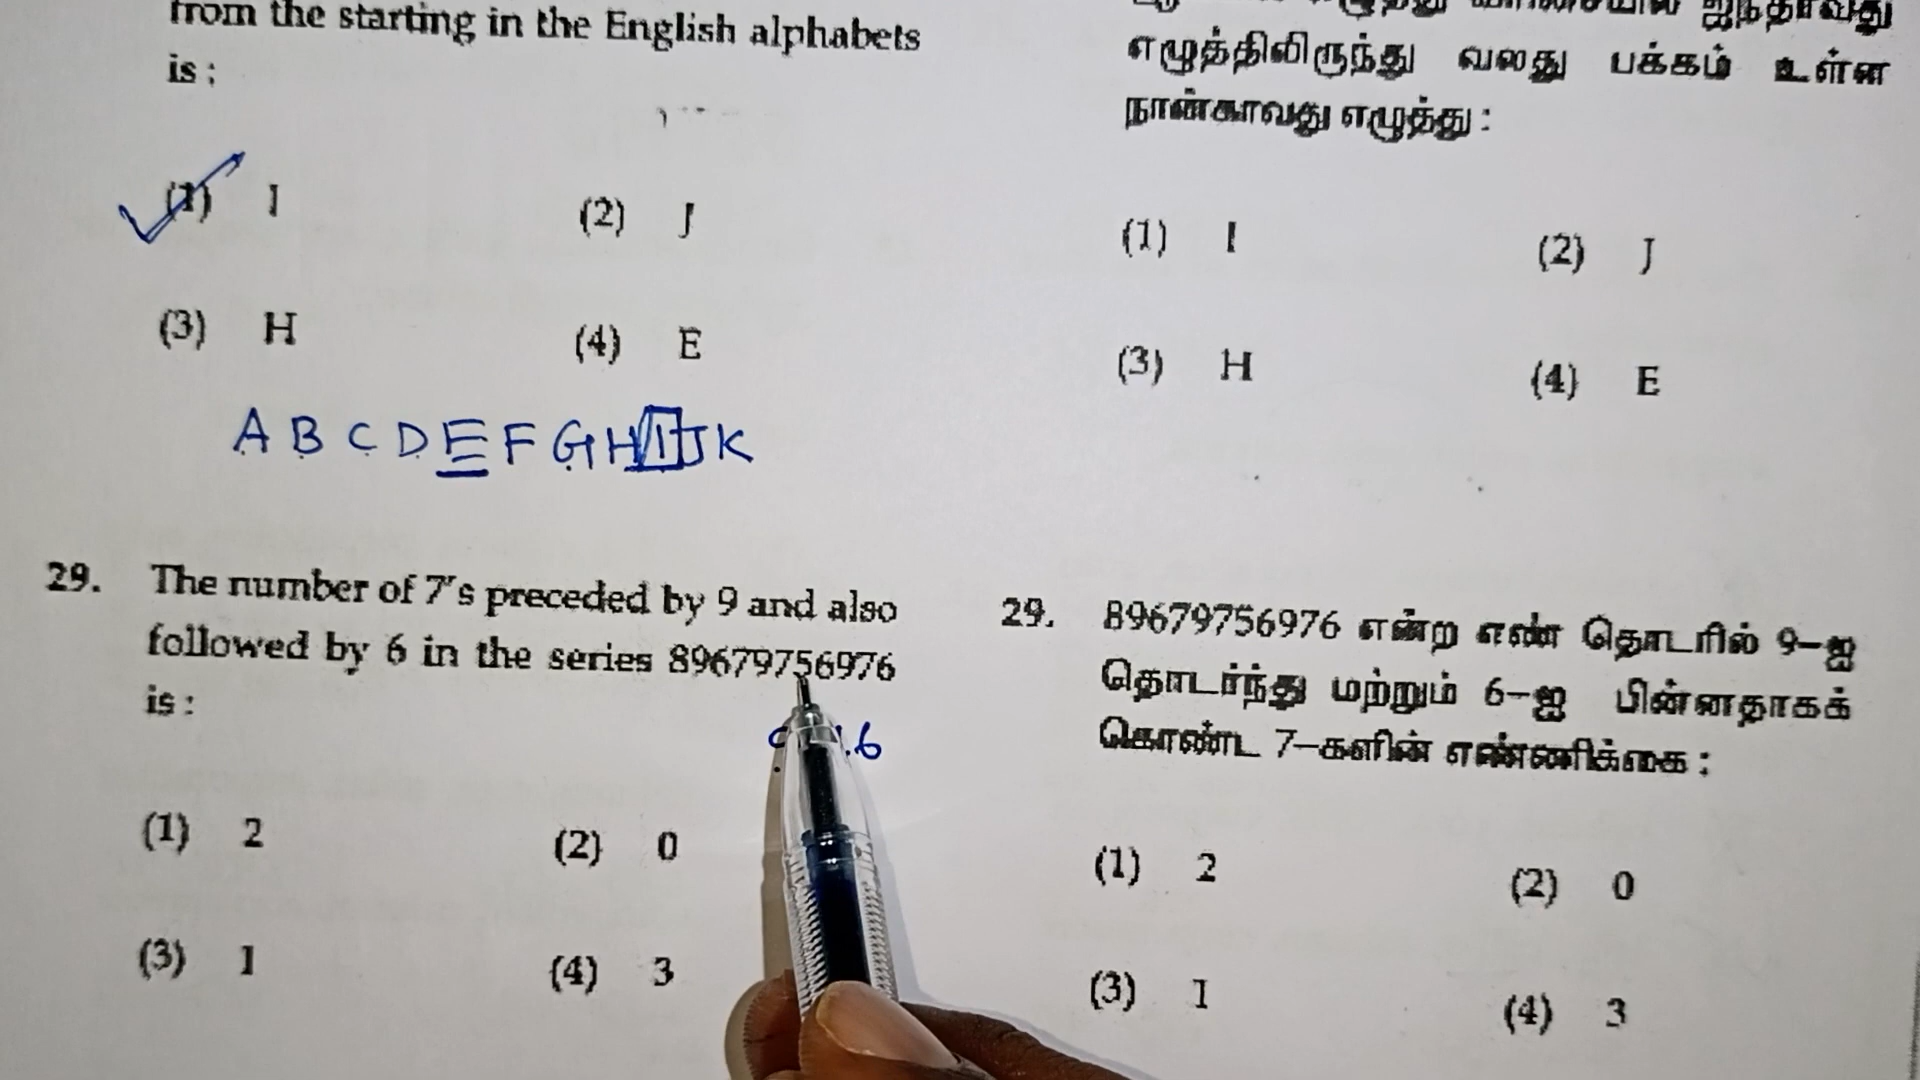 from the starting in the English alphabets
is :
(1) I
(2) J
(3) H
(4) E
A B C D E F G H I J K
29. The number of 7's preceded by 9 and also
followed by 6 in the series 89679756976
is :
6
(1) 2
(2) 0
(3) 1
(4) 3
ஐந்தாவது
எழுத்திலிருந்து வலது பக்கம் உள்ள
நான்காவது எழுத்து :
(1) I
(2) J
(3) H
(4) E
29. 89679756976 என்ற எண் தொடரில் 9-ஐ
தொடர்ந்து மற்றும் 6-ஐ பின்னதாகக்
கொண்ட 7-களின் எண்ணிக்கை :
(1) 2
(2) 0
(3) 1
(4) 3